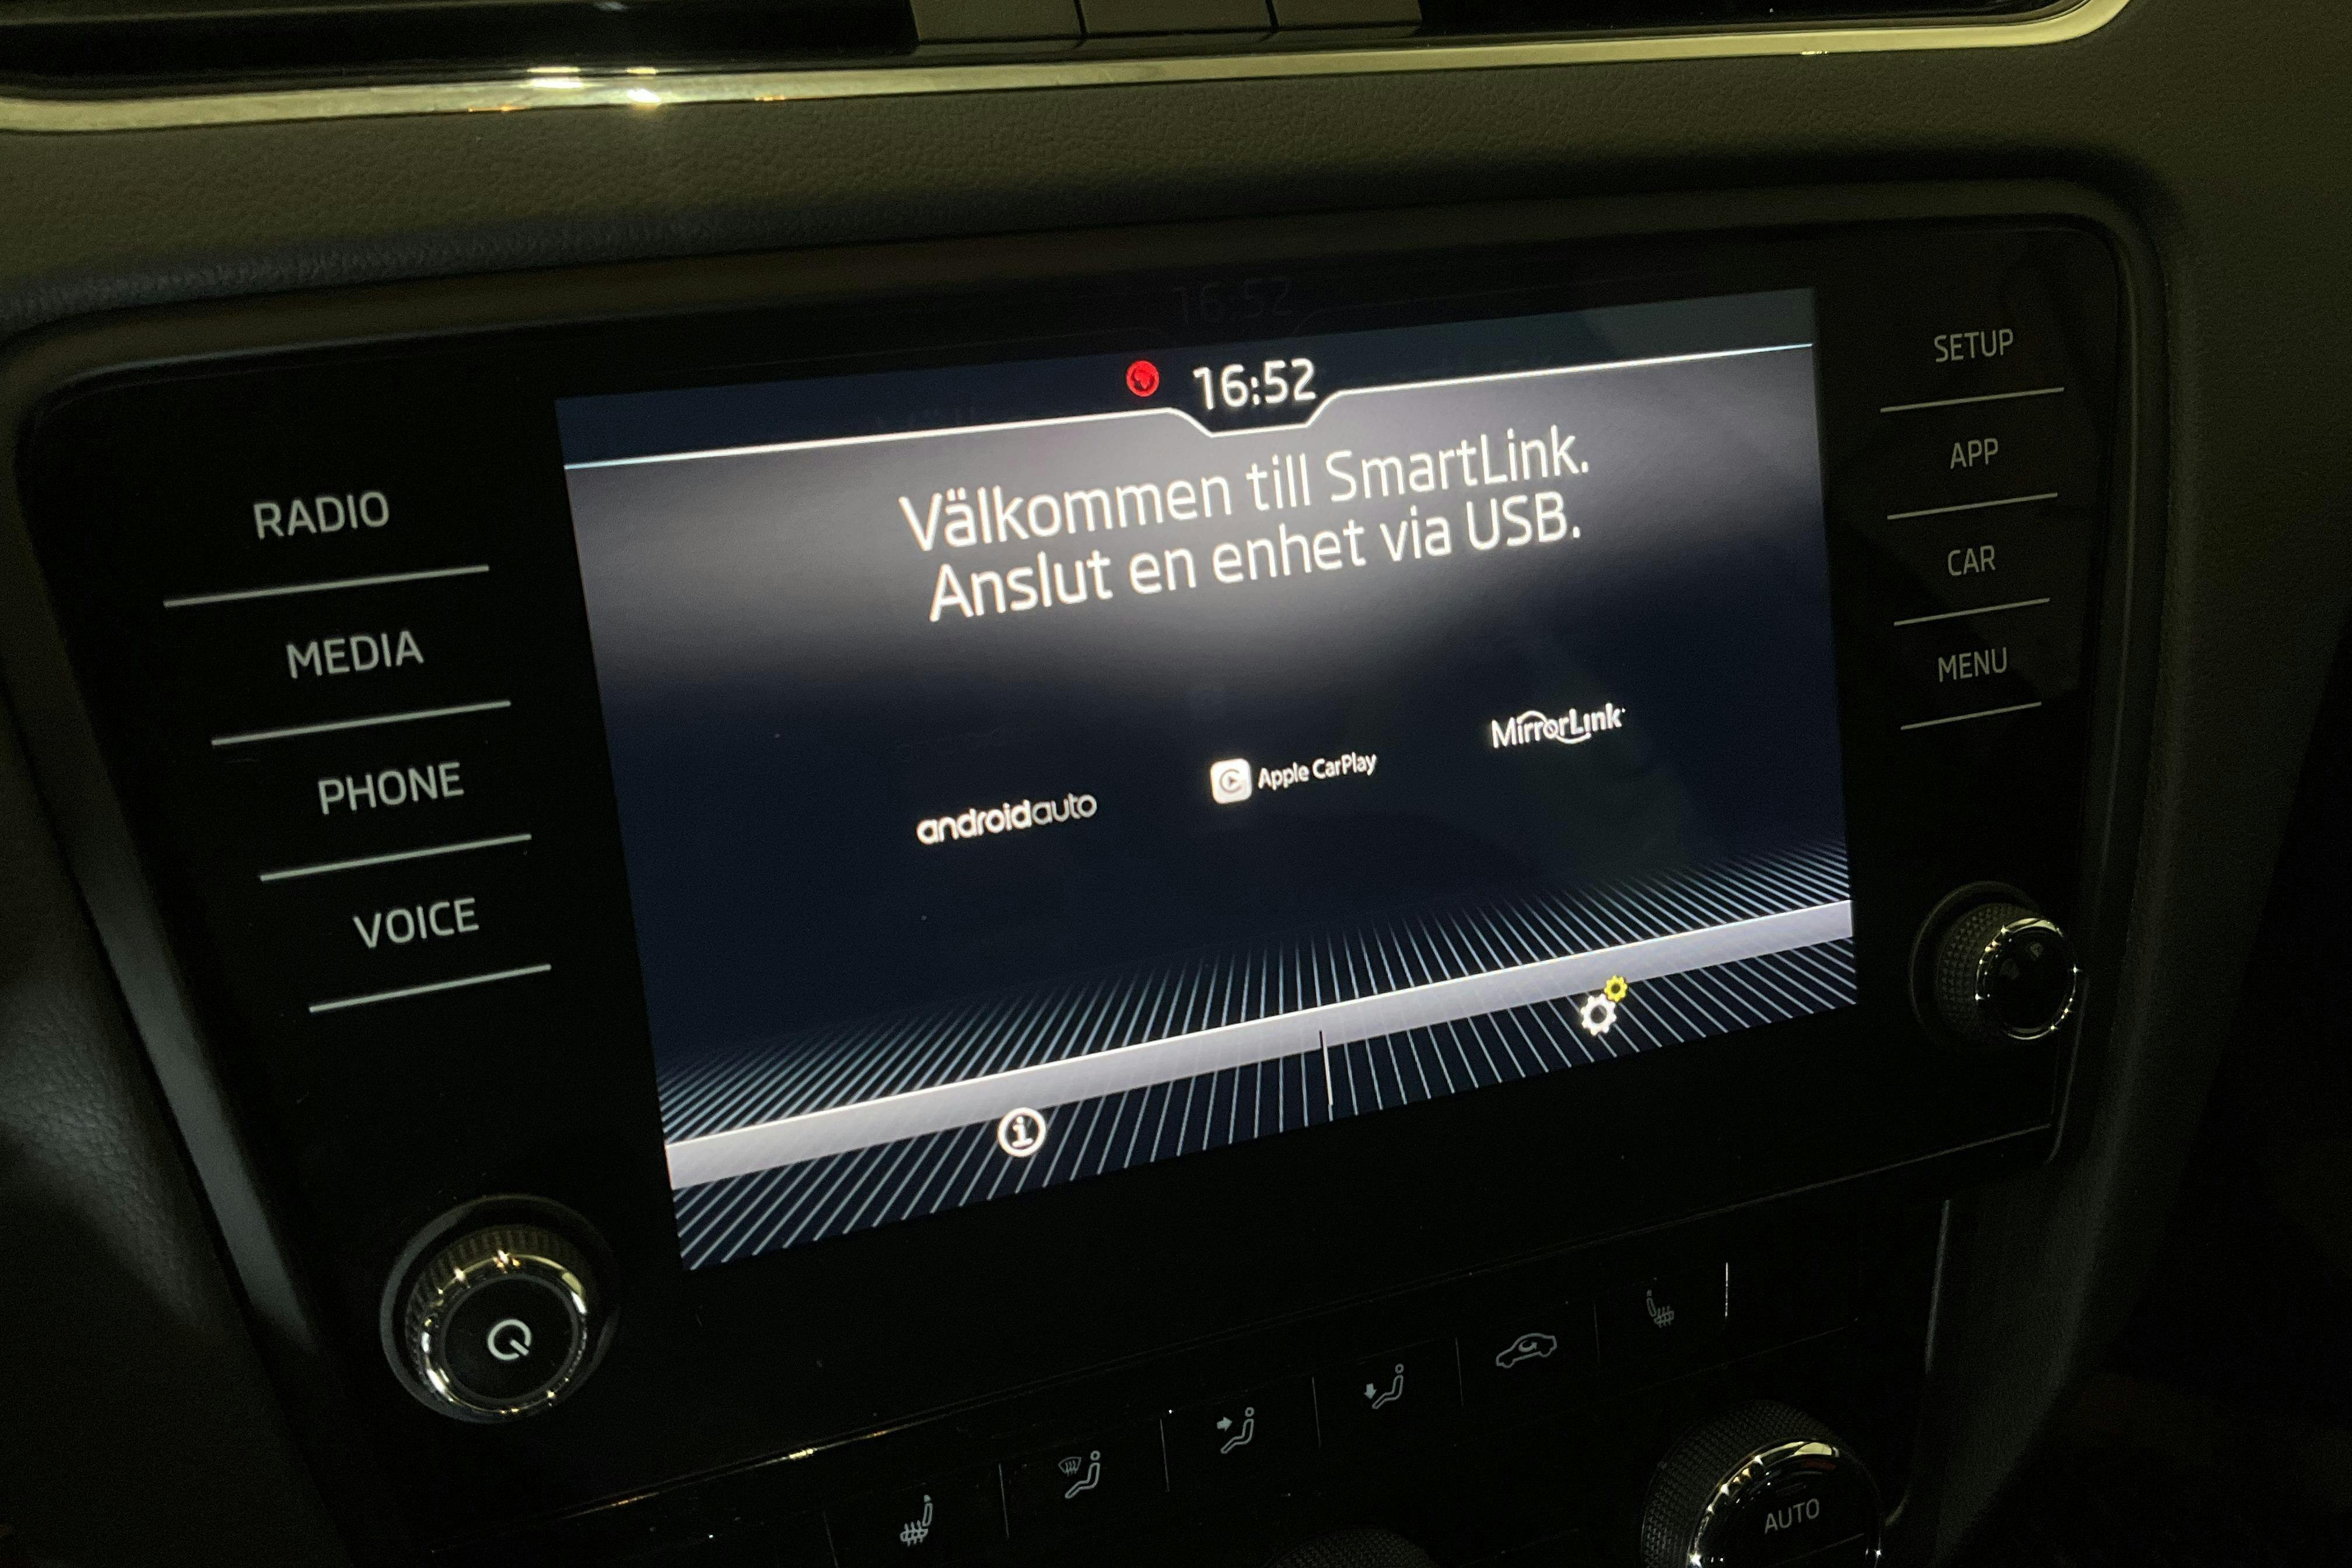 16:52
Välkommen till SmartLink.
Anslut en enhet via USB.
androidauto
Apple CarPlay
MirrorLink
RADIO
MEDIA
PHONE
VOICE
SETUP
APP
CAR
MENU
AUTO